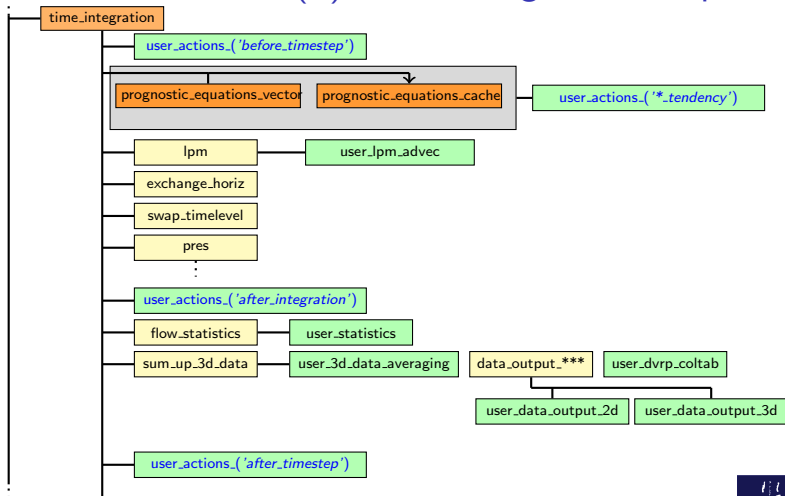 time_integration
user_actions_('before_timestep')
prognostic_equations_vector prognostic_equations_cache user_actions_('*_tendency')
lpm user_lpm_advec
exchange_horiz
swap_timelevel
pres
user_actions_('after_integration')
flow_statistics user_statistics
sum_up_3d_data user_3d_data_averaging data_output_*** user_dvrp_coltab
user_data_output_2d user_data_output_3d
user_actions_('after_timestep')